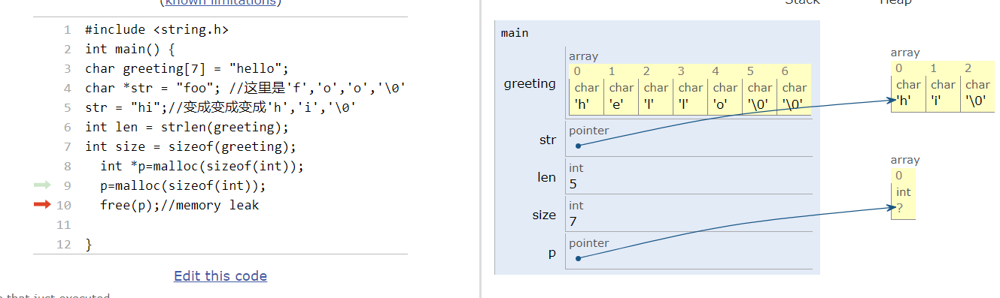 (known limitations)
1 #include <string.h>
2 int main() {
3 char greeting[7] = "hello";
4 char *str = "foo"; //这里是'f','o','o','\0'
5 str = "hi";//变成变成变成'h','i','\0'
6 int len = strlen(greeting);
7 int size = sizeof(greeting);
8 int *p=malloc(sizeof(int));
9 p=malloc(sizeof(int));
10 free(p);//memory leak
11
12 }
Edit this code
that just executed
Stack Heap
main
array
0 1 2 3 4 5 6
greeting
char char char char char char char
'h' 'e' 'l' 'l' 'o' '\0' '\0'
str
pointer
len
int
5
size
int
7
p
pointer
array
0 1 2
char char char
'h' 'i' '\0'
array
0
int
?